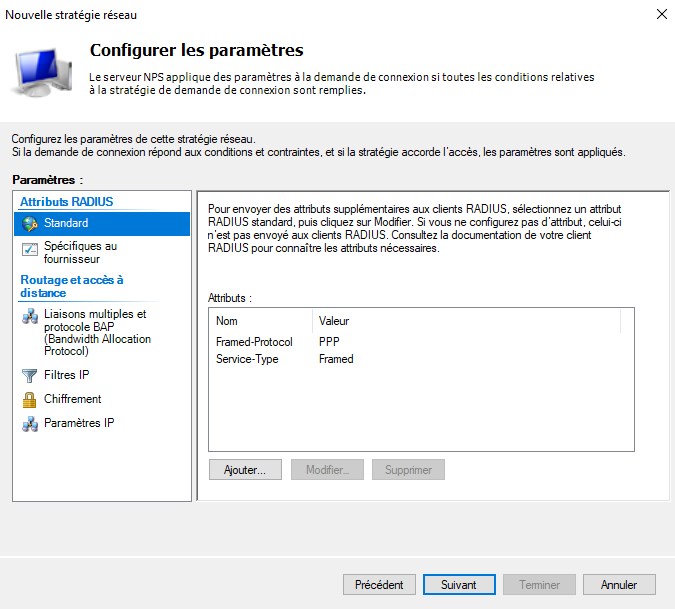 Nouvelle stratégie réseau
Configurer les paramètres
Le serveur NPS applique des paramètres à la demande de connexion si toutes les conditions relatives
à la stratégie de demande de connexion sont remplies.
Configurez les paramètres de cette stratégie réseau.
Si la demande de connexion répond aux conditions et contraintes, et si la stratégie accorde l'accès, les paramètres sont appliqués.
Paramètres :
Attributs RADIUS
Standard
Spécifiques au
fournisseur
Routage et accès à
distance
Liaisons multiples et
protocole BAP
(Bandwidth Allocation
Protocol)
Filtres IP
Chiffrement
Paramètres IP
Pour envoyer des attributs supplémentaires aux clients RADIUS, sélectionnez un attribut
RADIUS standard, puis cliquez sur Modifier. Si vous ne configurez pas d'attribut, celui-ci
n'est pas envoyé aux clients RADIUS. Consultez la documentation de votre client
RADIUS pour connaître les attributs nécessaires.
Attributs :
Nom Valeur
Framed-Protocol PPP
Service-Type Framed
Ajouter... Modifier... Supprimer
Précédent Suivant Terminer Annuler